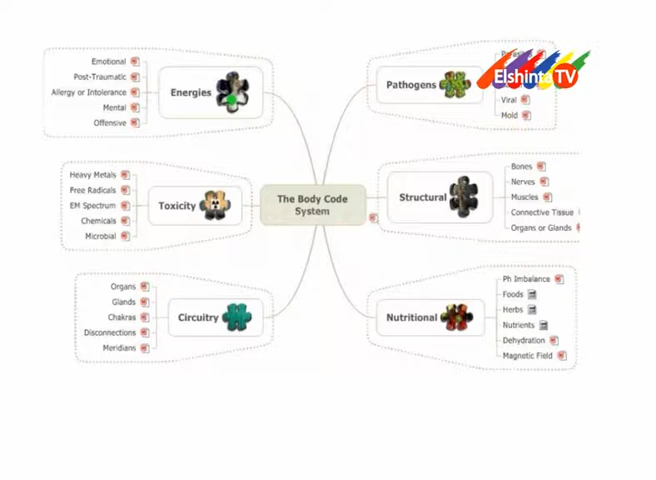 Elshinta TV
Energies
Emotional
Post-Traumatic
Allergy or Intolerance
Mental
Offensive
Toxicity
Heavy Metals
Free Radicals
EM Spectrum
Chemicals
Microbial
Circuitry
Organs
Glands
Chakras
Disconnections
Meridians
The Body Code
System
Pathogens
Viral
Mold
Structural
Bones
Nerves
Muscles
Connective Tissue
Organs or Glands
Nutritional
Ph Imbalance
Foods
Herbs
Nutrients
Dehydration
Magnetic Field